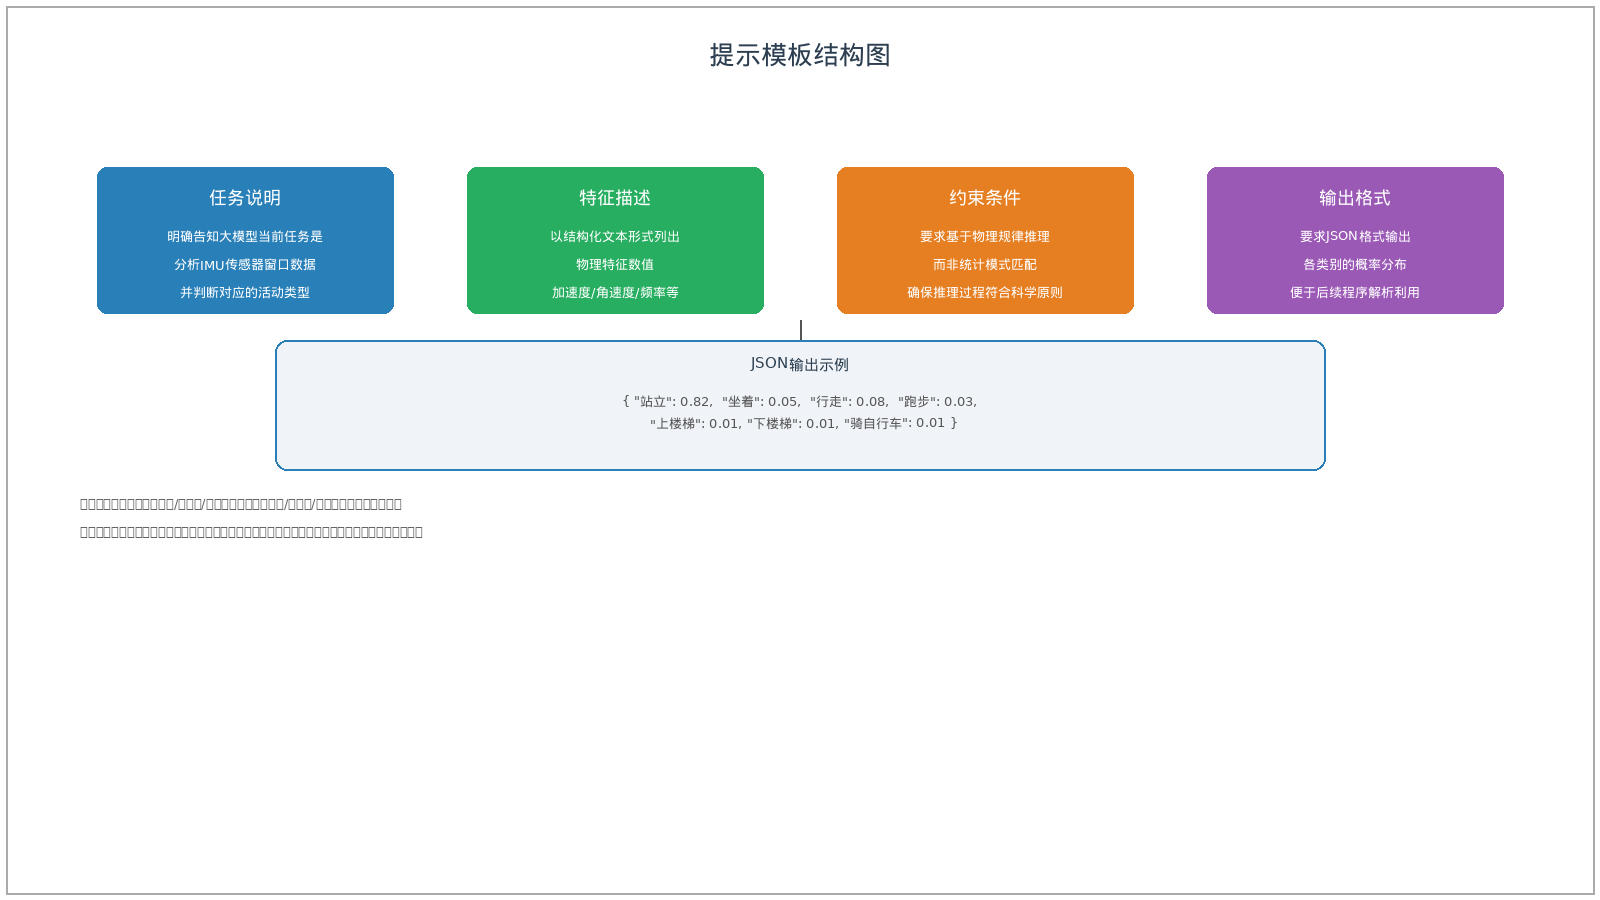 提示模板结构图
任务说明
明确告知大模型当前任务是
分析IMU传感器窗口数据
并判断对应的活动类型
特征描述
以结构化文本形式列出
物理特征数值
加速度/角速度/频率等
约束条件
要求基于物理规律推理
而非统计模式匹配
确保推理过程符合科学原则
输出格式
要求JSON格式输出
各类别的概率分布
便于后续程序解析利用
JSON输出示例
{ "站立": 0.82, "坐着": 0.05, "行走": 0.08, "跑步": 0.03,
"上楼梯": 0.01, "下楼梯": 0.01, "骑自行车": 0.01 }